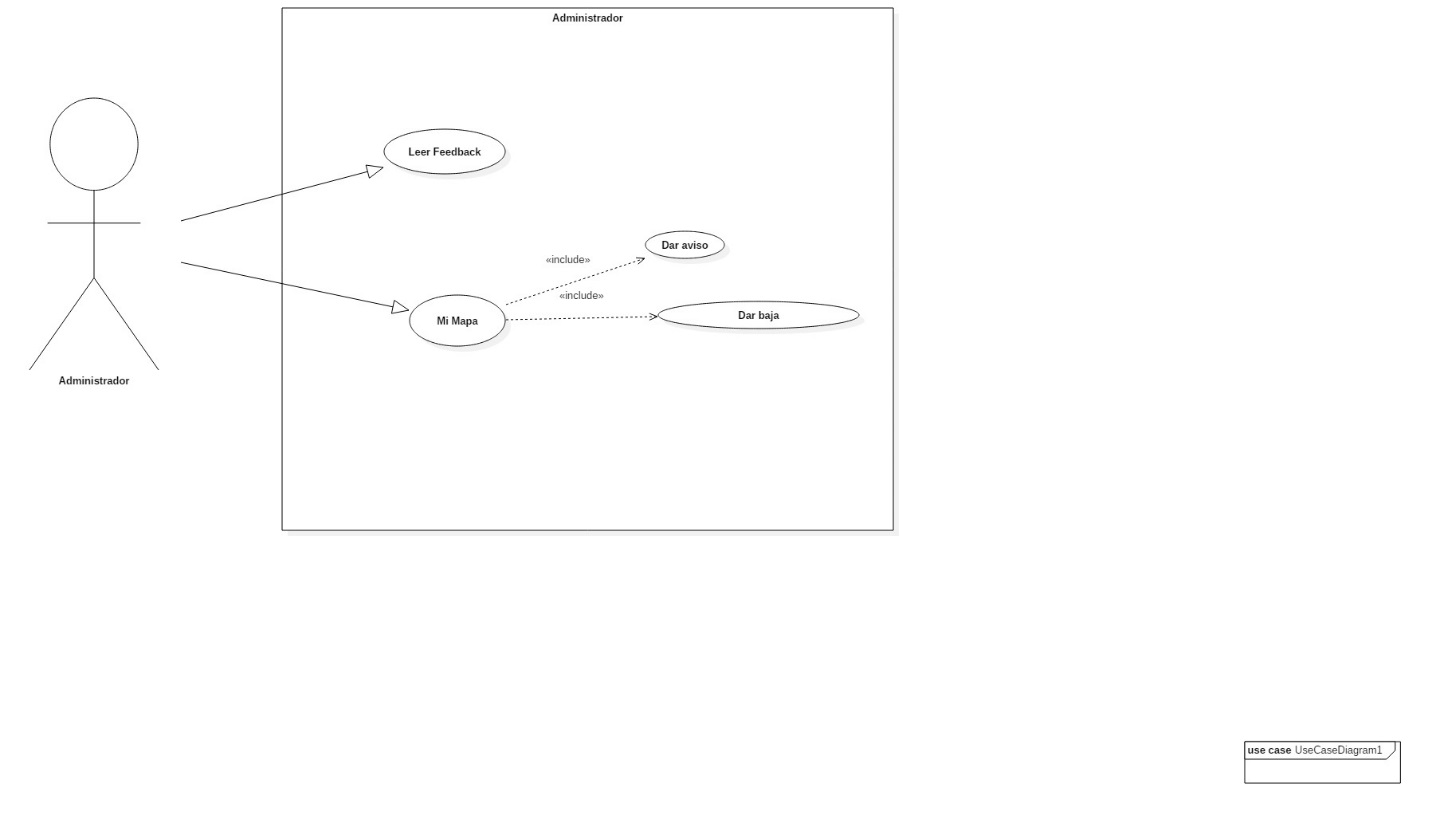 Administrador
Leer Feedback
Dar aviso
«include»
«include»
Dar baja
Mi Mapa
Administrador
use case UseCaseDiagram1